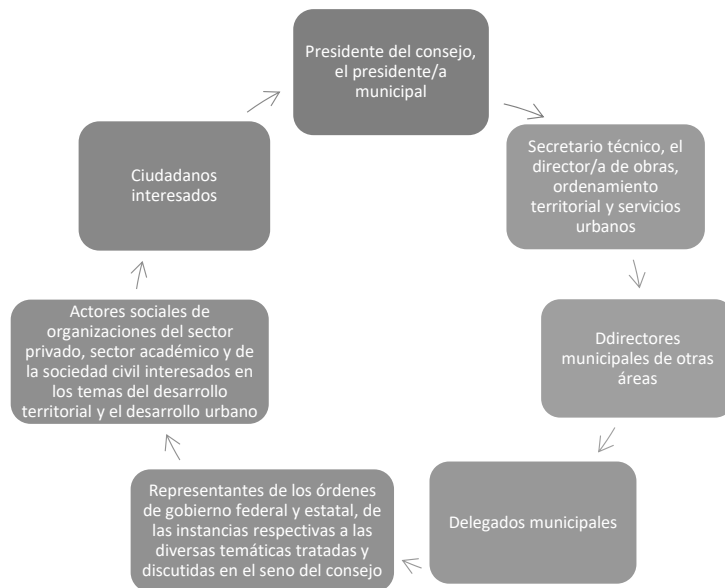 Presidente del consejo,
el presidente/a
municipal
Secretario técnico, el
director/a de obras,
ordenamiento
territorial y servicios
urbanos
Ddirectores
municipales de otras
áreas
Delegados municipales
Representantes de los órdenes
de gobierno federal y estatal, de
las instancias respectivas a las
diversas temáticas tratadas y
discutidas en el seno del consejo
Actores sociales de
organizaciones del sector
privado, sector académico y de
la sociedad civil interesados en
los temas del desarrollo
territorial y el desarrollo urbano
Ciudadanos
interesados